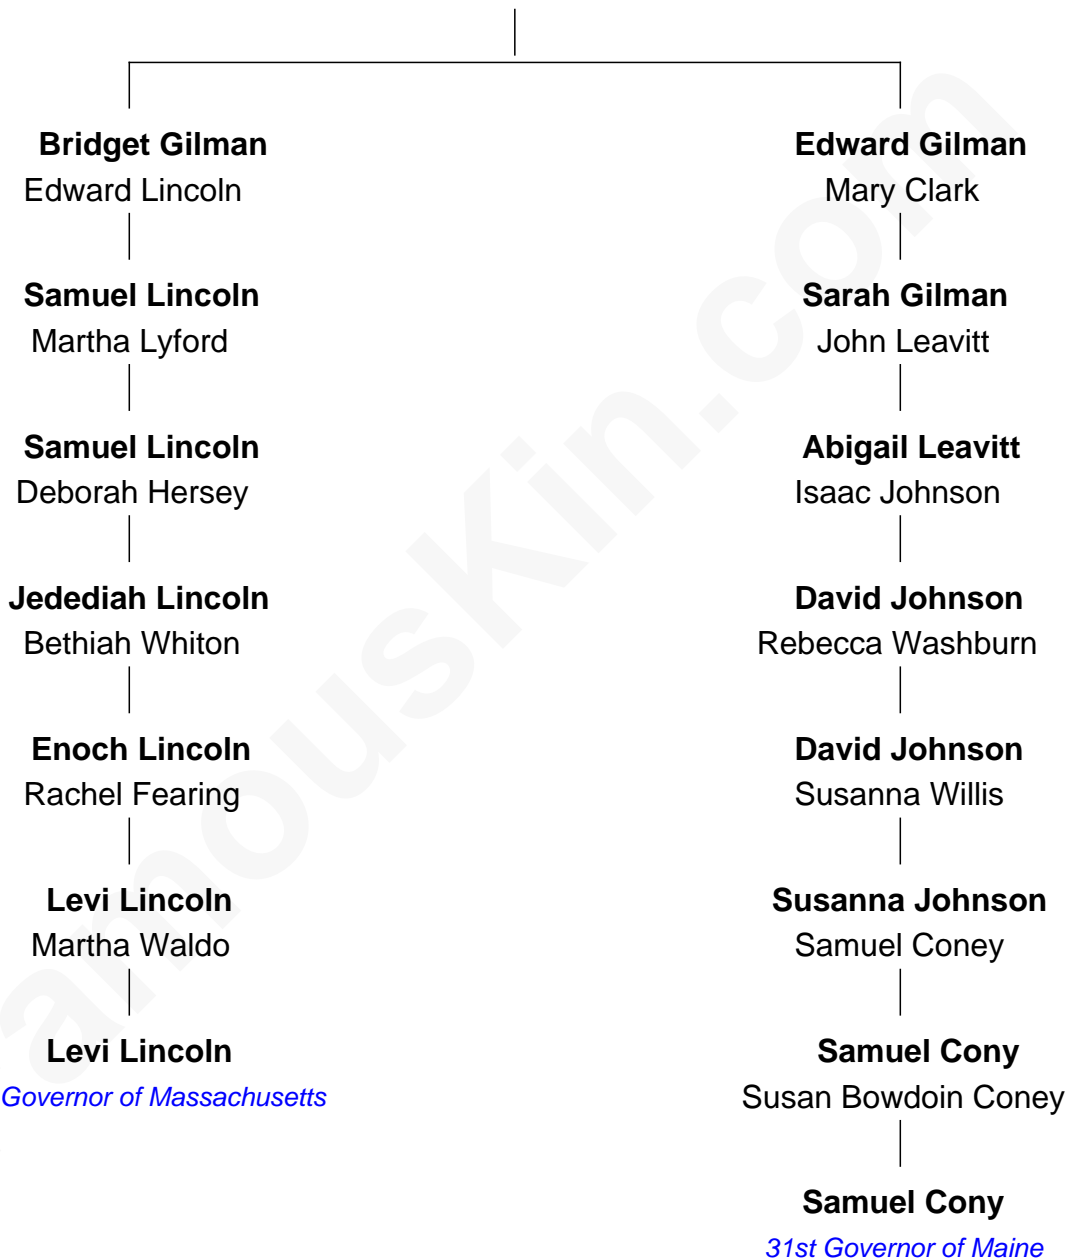 Bridget Gilman
Edward Lincoln
Samuel Lincoln
Martha Lyford
Samuel Lincoln
Deborah Hersey
Jedediah Lincoln
Bethiah Whiton
Enoch Lincoln
Rachel Fearing
Levi Lincoln
Martha Waldo
Levi Lincoln
Governor of Massachusetts
Edward Gilman
Mary Clark
Sarah Gilman
John Leavitt
Abigail Leavitt
Isaac Johnson
David Johnson
Rebecca Washburn
David Johnson
Susanna Willis
Susanna Johnson
Samuel Coney
Samuel Cony
Susan Bowdoin Coney
Samuel Cony
31st Governor of Maine
amousKin.com